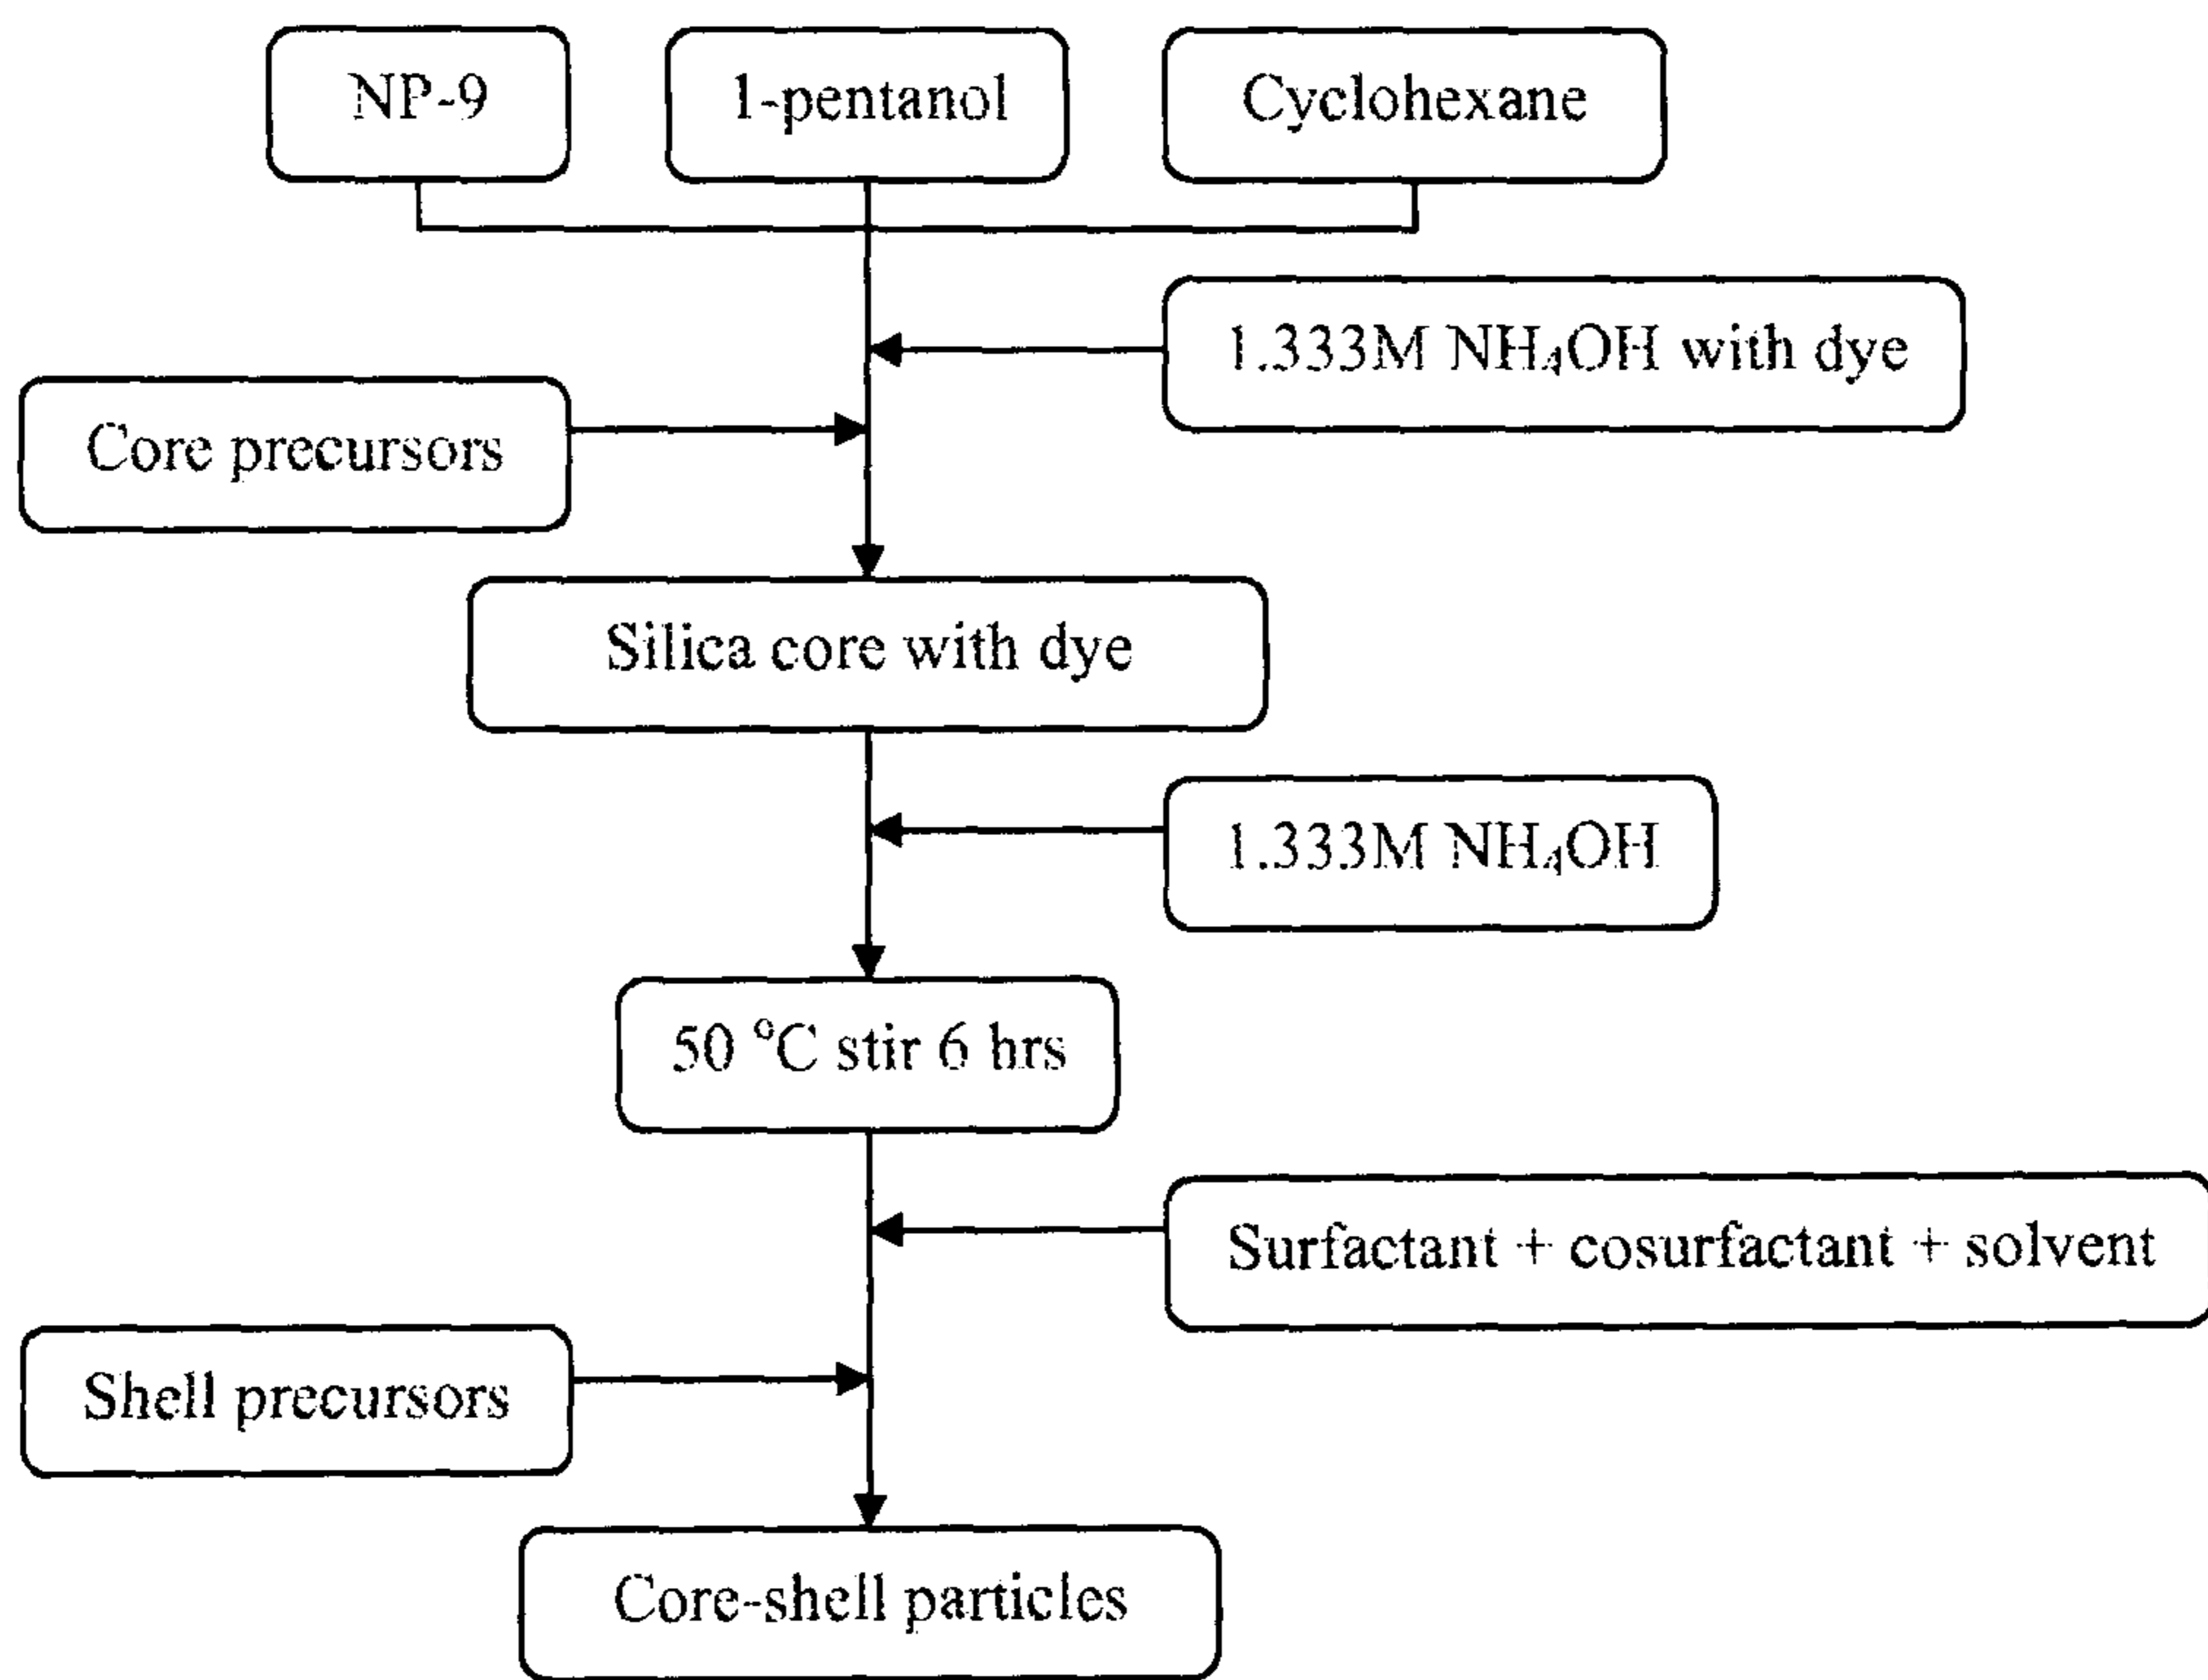 NP-9
1-pentanol
Cyclohexane
1.333M NH₄OH with dye
Core precursors
Silica core with dye
1.333M NH₄OH
50 °C stir 6 hrs
Surfactant + cosurfactant + solvent
Shell precursors
Core-shell particles